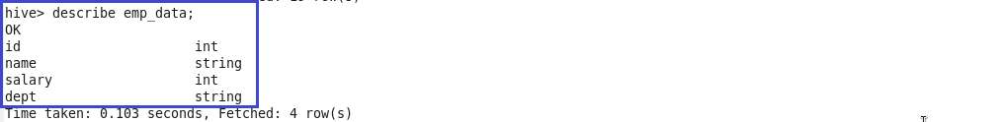 hive> describe emp_data;
OK
id int
name string
salary int
dept string
Time taken: 0.103 seconds, Fetched: 4 row(s)